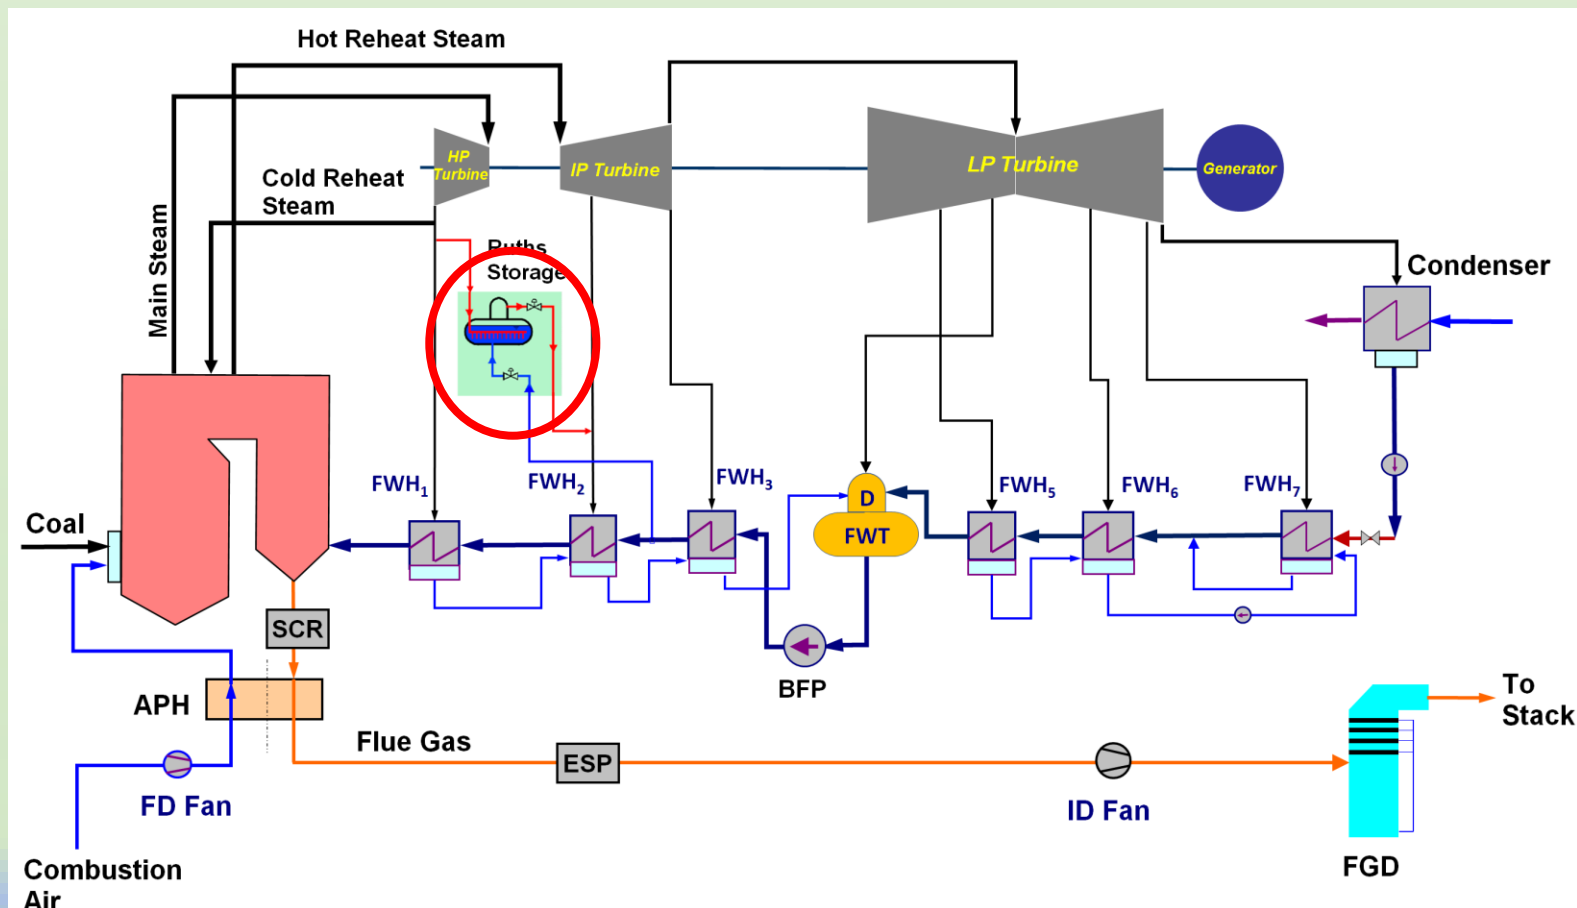 Hot Reheat Steam
HP
Turbine
IP Turbine
LP Turbine
Generator
Cold Reheat
Steam
Main Steam
Ruths
Storage
Condenser
FWH1
FWH2
FWH3
D
FWT
FWH5
FWH6
FWH7
Coal
SCR
APH
BFP
To
Stack
Flue Gas
ESP
FD Fan
ID Fan
Combustion
Air
FGD